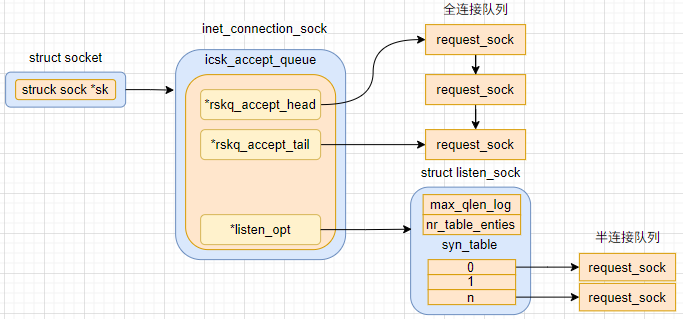 struct socket
struck sock *sk
inet_connection_sock
icsk_accept_queue
*rskq_accept_head
*rskq_accept_tail
*listen_opt
全连接队列
request_sock
request_sock
request_sock
struct listen_sock
max_qlen_log
nr_table_enties
syn_table
0
1
n
半连接队列
request_sock
request_sock